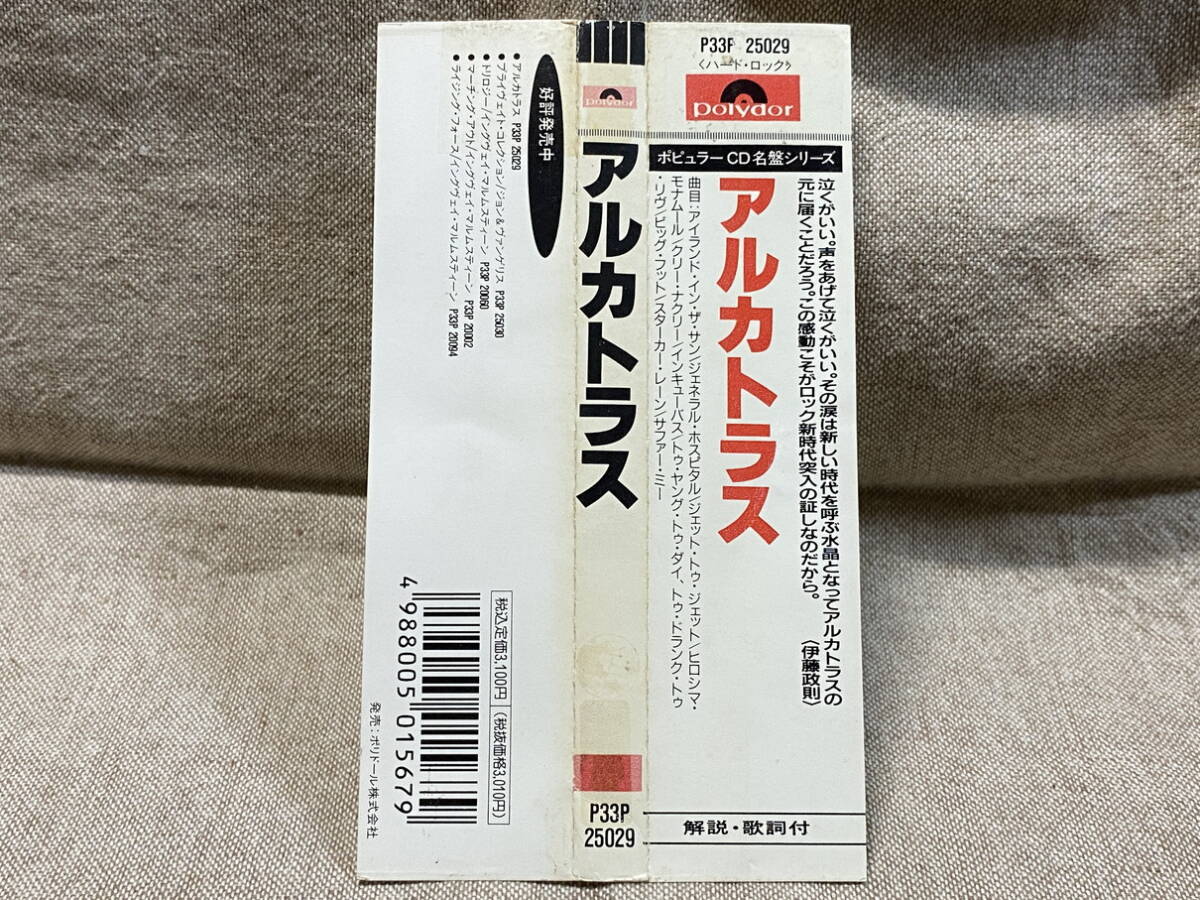 P33P 25029
〈ハード・ロック〉
polydor
ポピュラー CD 名盤シリーズ
泣くがいい。声をあげて泣くがいい。その涙は新しい時代を呼ぶ水晶となってアルカトラスの
元に届くことだろう。この感動こそがロック新時代突入の証しなのだから。
〈伊藤政則〉
アルカトラス
曲目:アイランド・イン・ザ・サン/ジェネラル・ホスピタル/ジェット・トゥ・ジェット/ヒロシマ・
モナムール/クリー・ナクリー/インキューバス/トゥ・ヤング・トゥ・ダイ、トゥ・ドランク・トゥ
・リヴ/ビッグ・フット/スターカー・レーン/サファー・ミー
解説・歌詞付
polydor
アルカトラス
P33P
25029
好評発売中
● アルカトラス P33P 25029
● プライヴェイト・コレクション/ジョン&ヴァンゲリス P33P 25030
● トリロジー/イングヴェイ・マルムスティーン P33P 20060
● マーチング・アウト/イングヴェイ・マルムスティーン P33P 20002
● ライジング・フォース/イングヴェイ・マルムスティーン P33P 20094
税込定価3,100円 (税抜価格3,010円)
4 988005 015679
発売:ポリドール株式会社